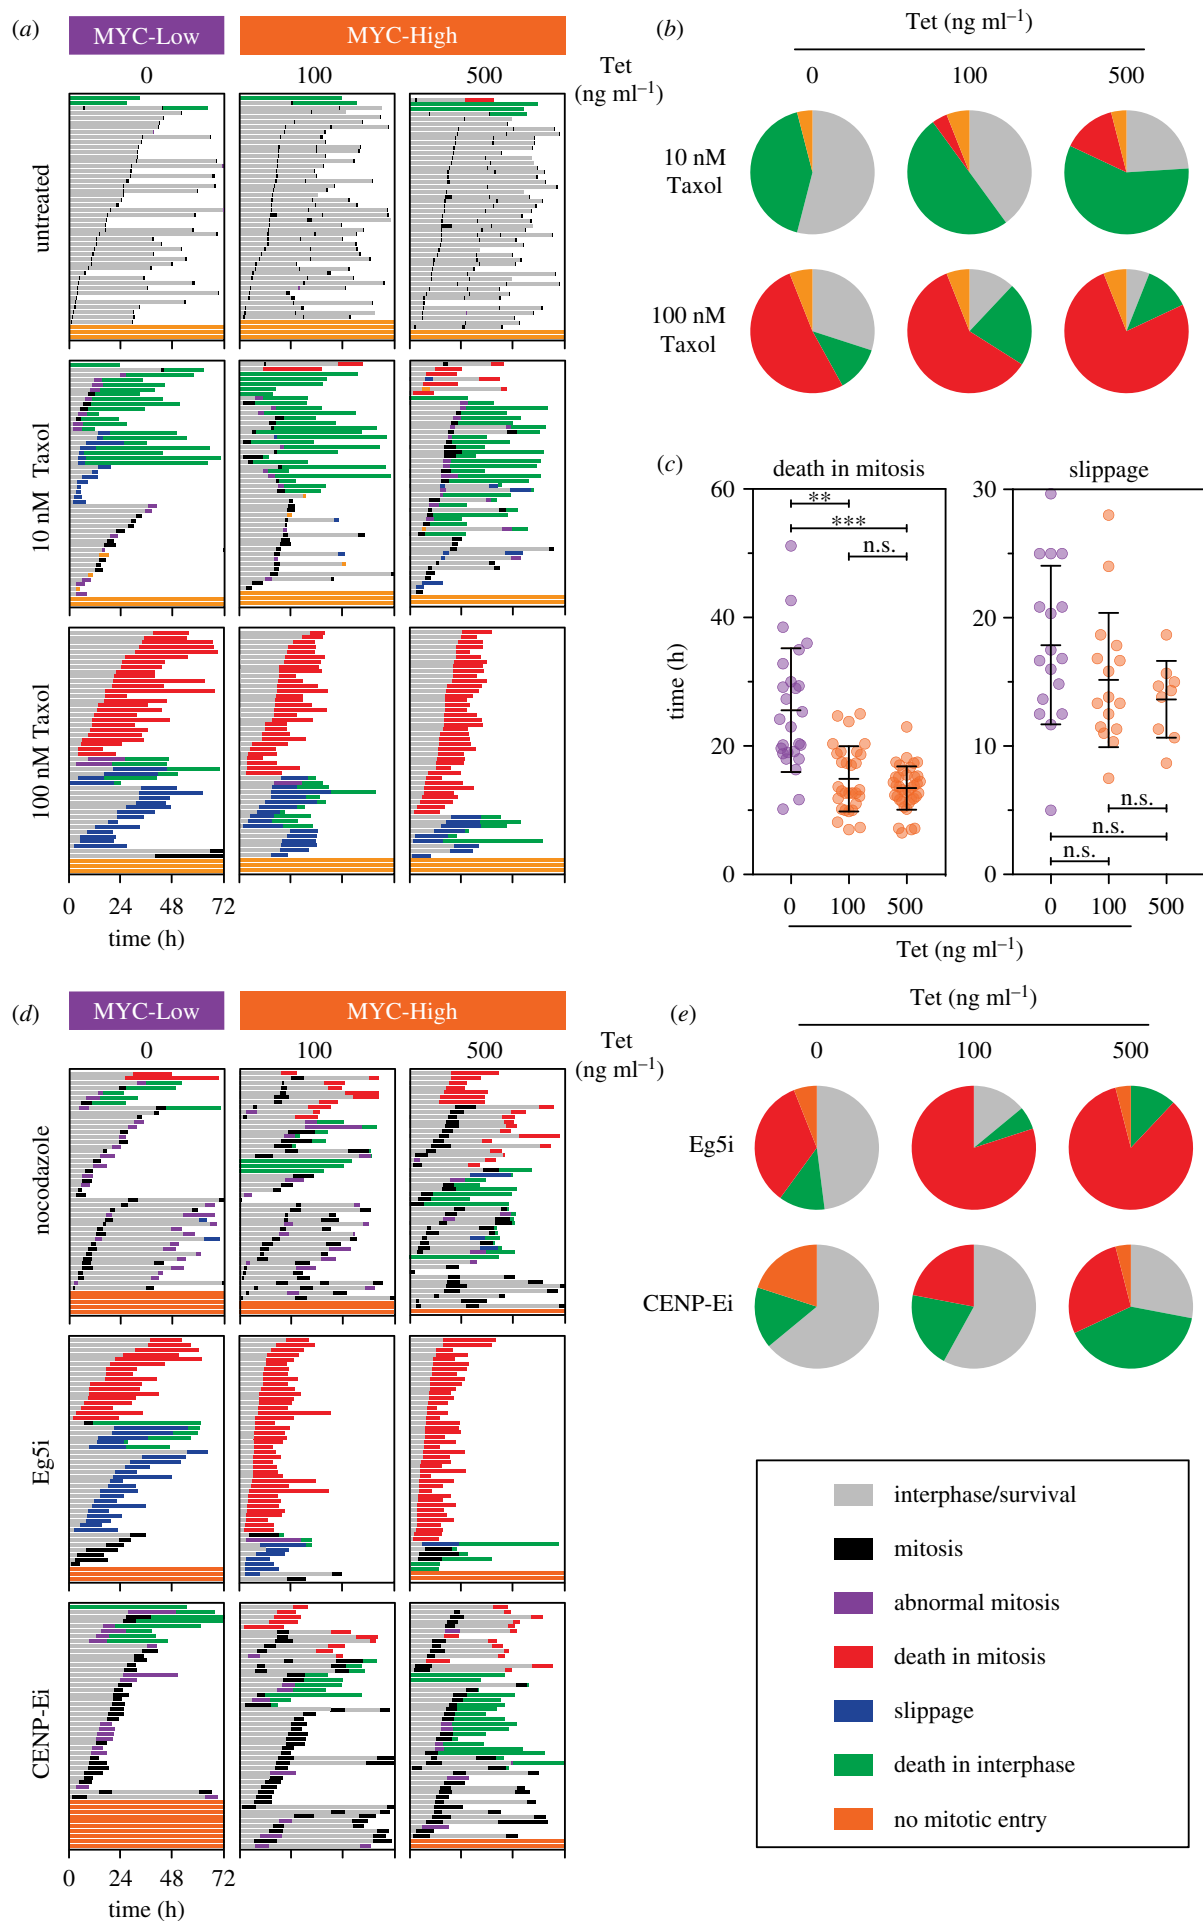 (a)
MYC-Low
MYC-High
0
100
500
Tet
(ng ml–1)
untreated
10 nM Taxol
100 nM Taxol
0
24
48
72
time (h)
(b)
Tet (ng ml–1)
0
100
500
10 nM
Taxol
100 nM
Taxol
(c)
death in mitosis
slippage
time (h)
60
40
20
0
**
***
n.s.
0
100
500
30
20
10
0
n.s.
n.s.
n.s.
0
100
500
Tet (ng ml–1)
(d)
MYC-Low
MYC-High
0
100
500
Tet
(ng ml–1)
nocodazole
Eg5i
CENP-Ei
0
24
48
72
time (h)
(e)
Tet (ng ml–1)
0
100
500
Eg5i
CENP-Ei
interphase/survival
mitosis
abnormal mitosis
death in mitosis
slippage
death in interphase
no mitotic entry